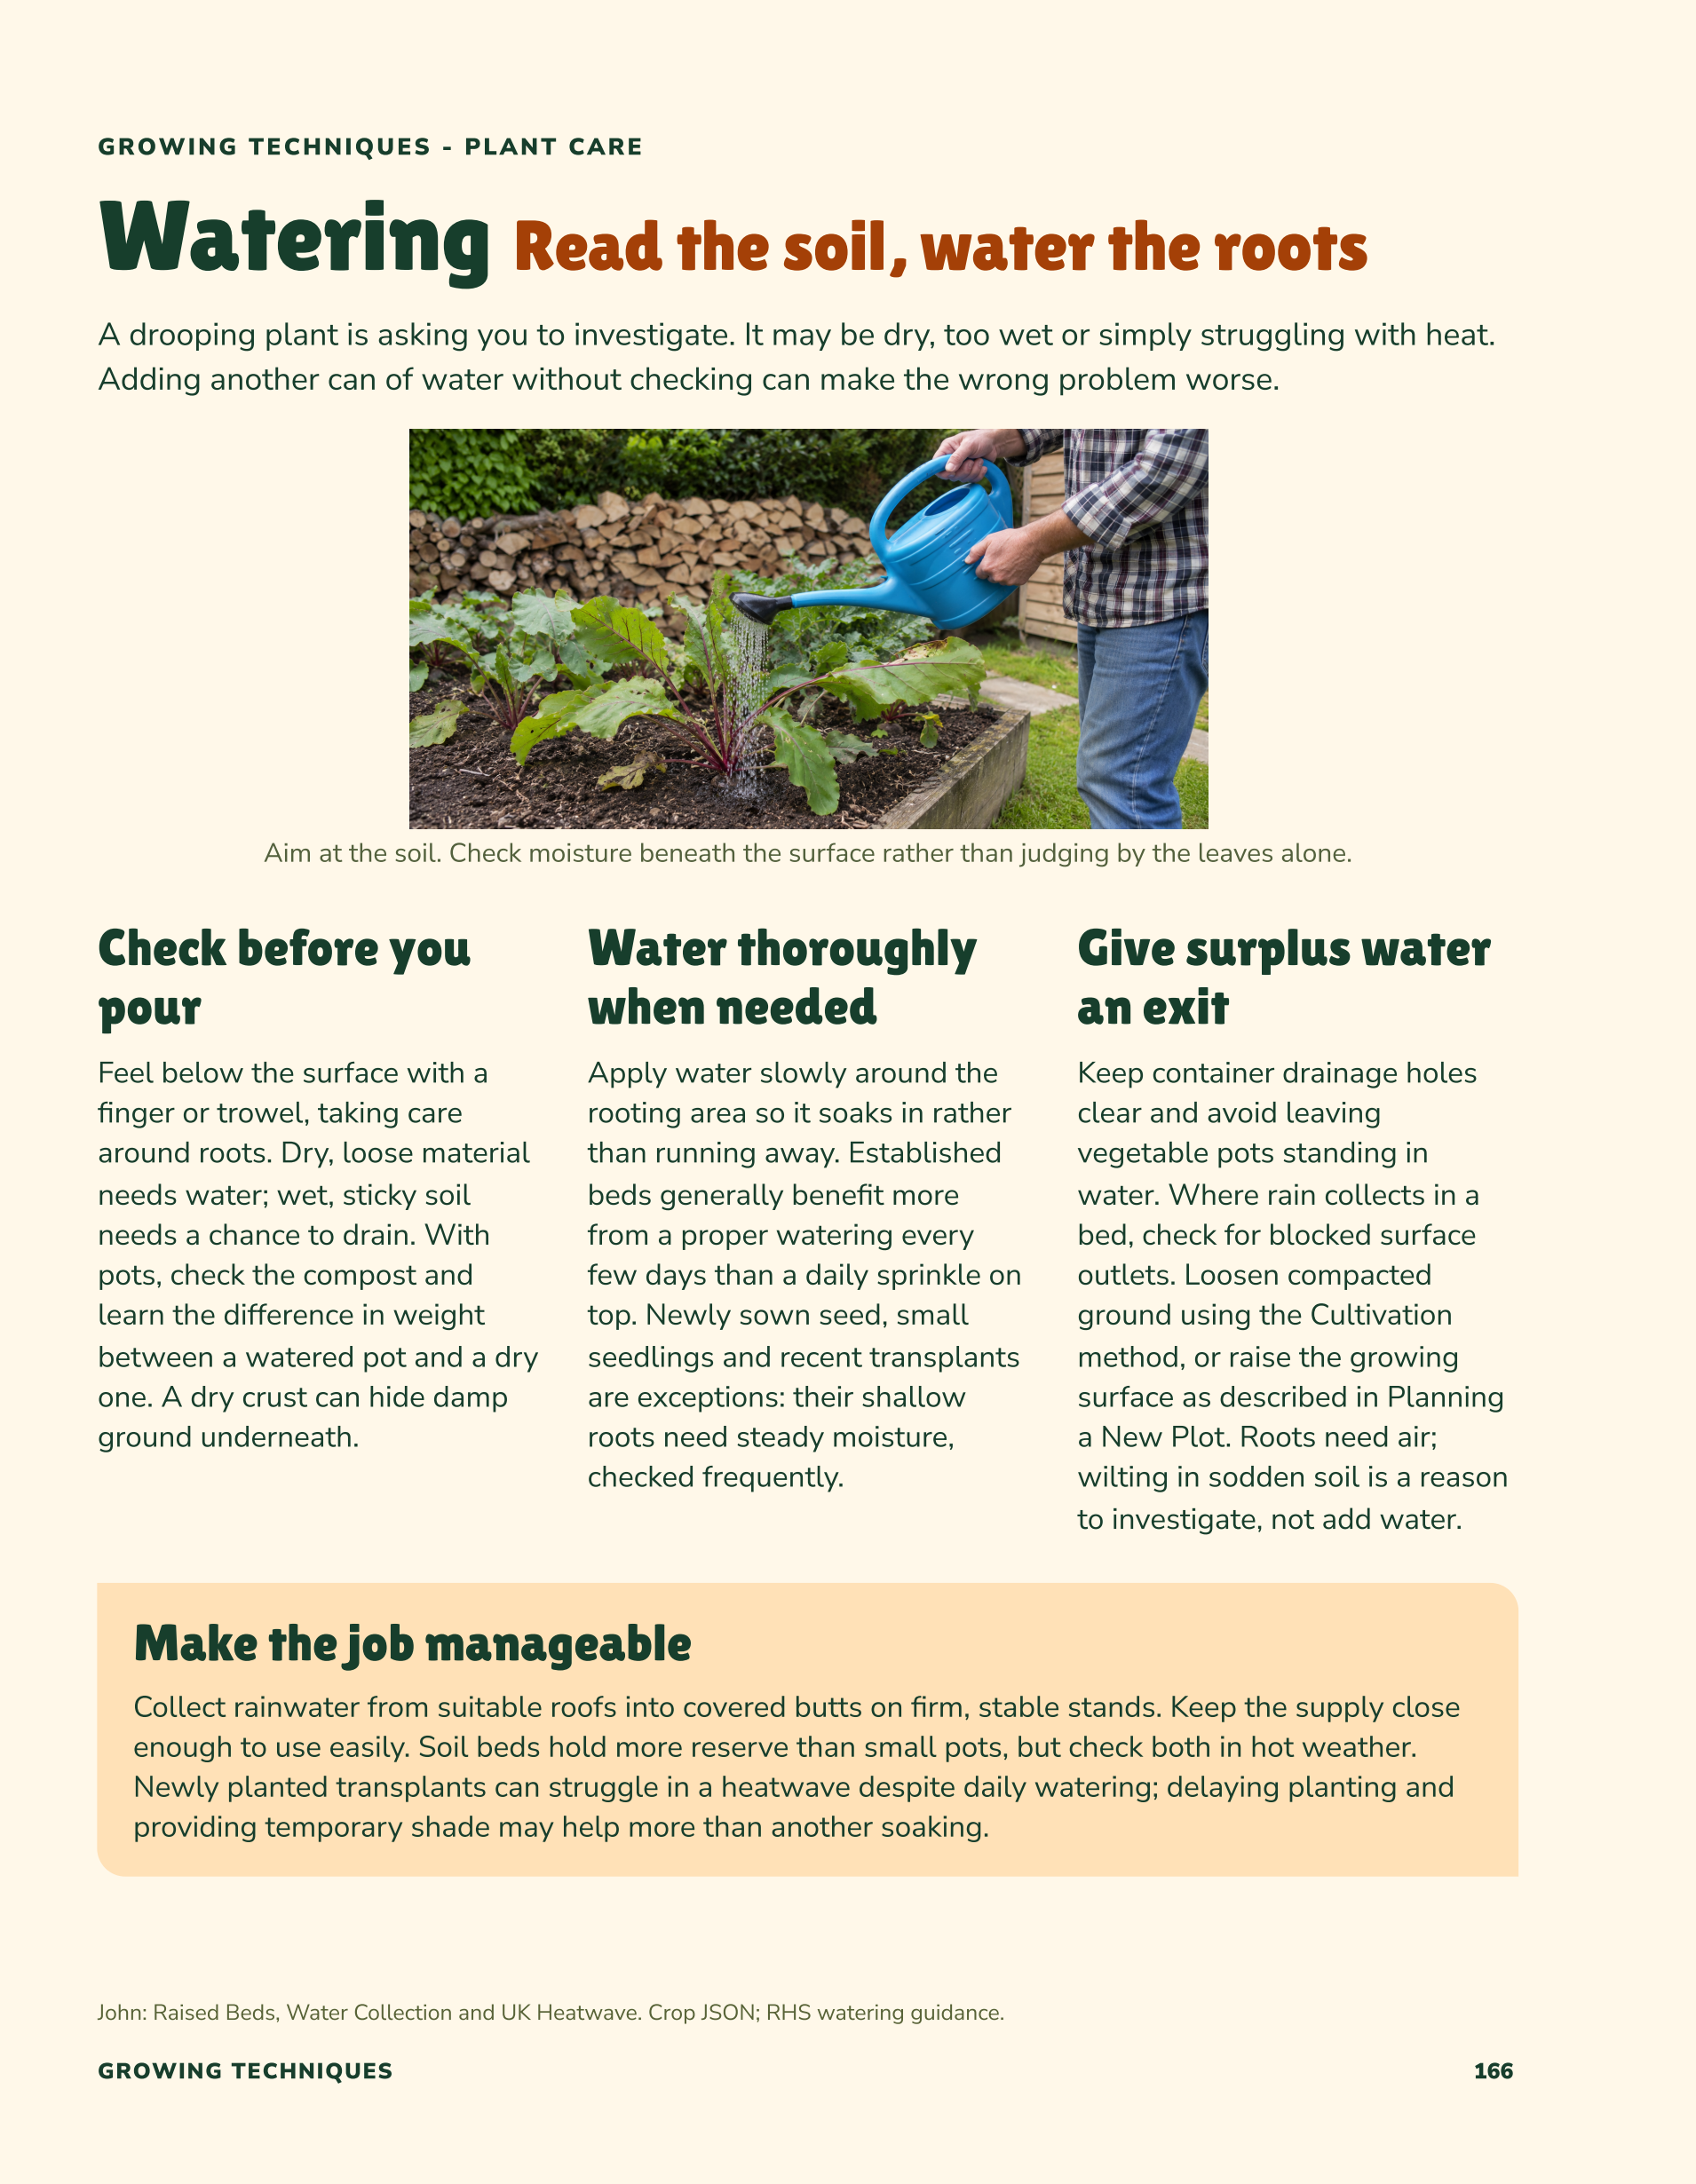 GROWING TECHNIQUES - PLANT CARE
Watering Read the soil, water the roots
A drooping plant is asking you to investigate. It may be dry, too wet or simply struggling with heat.
Adding another can of water without checking can make the wrong problem worse.
Aim at the soil. Check moisture beneath the surface rather than judging by the leaves alone.
Check before you
pour
Feel below the surface with a
finger or trowel, taking care
around roots. Dry, loose material
needs water; wet, sticky soil
needs a chance to drain. With
pots, check the compost and
learn the difference in weight
between a watered pot and a dry
one. A dry crust can hide damp
ground underneath.
Water thoroughly
when needed
Apply water slowly around the
rooting area so it soaks in rather
than running away. Established
beds generally benefit more
from a proper watering every
few days than a daily sprinkle on
top. Newly sown seed, small
seedlings and recent transplants
are exceptions: their shallow
roots need steady moisture,
checked frequently.
Give surplus water
an exit
Keep container drainage holes
clear and avoid leaving
vegetable pots standing in
water. Where rain collects in a
bed, check for blocked surface
outlets. Loosen compacted
ground using the Cultivation
method, or raise the growing
surface as described in Planning
a New Plot. Roots need air;
wilting in sodden soil is a reason
to investigate, not add water.
Make the job manageable
Collect rainwater from suitable roofs into covered butts on firm, stable stands. Keep the supply close
enough to use easily. Soil beds hold more reserve than small pots, but check both in hot weather.
Newly planted transplants can struggle in a heatwave despite daily watering; delaying planting and
providing temporary shade may help more than another soaking.
John: Raised Beds, Water Collection and UK Heatwave. Crop JSON; RHS watering guidance.
GROWING TECHNIQUES
166